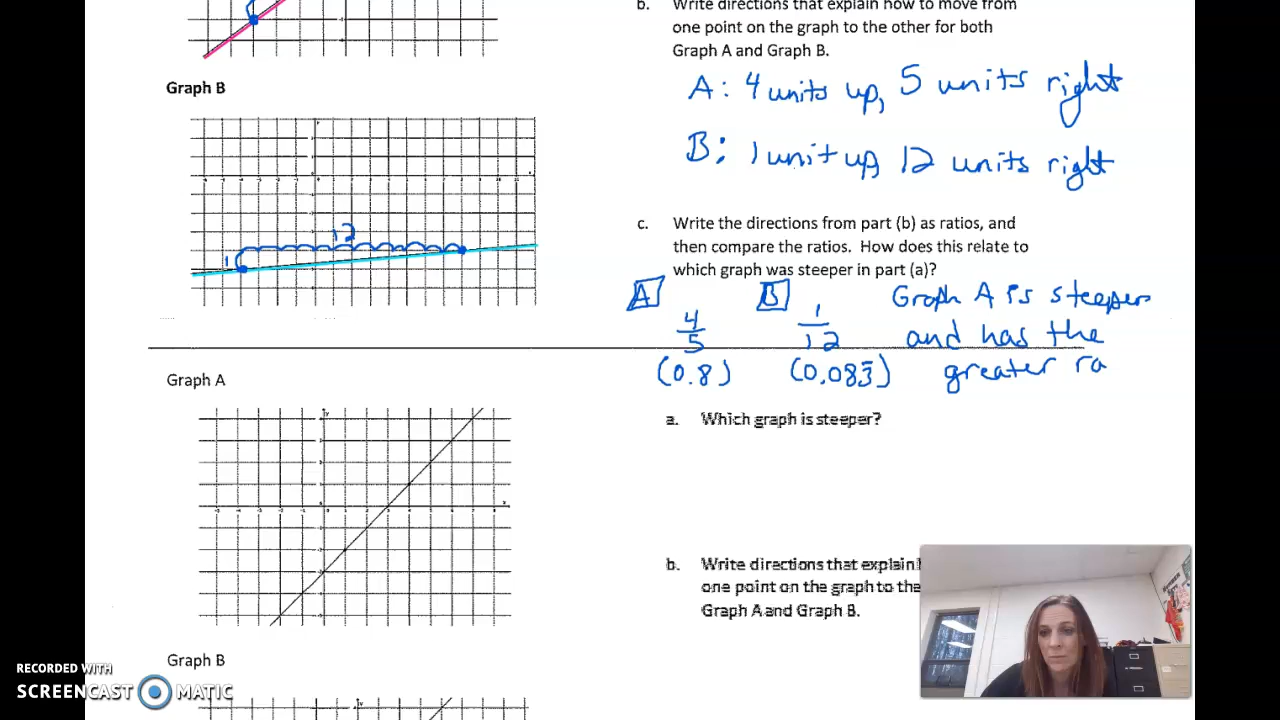 b. Write directions that explain how to move from
one point on the graph to the other for both
Graph A and Graph B.
Graph B
A: 4 units up, 5 units right
B: 1 unit up, 12 units right
12
1
c. Write the directions from part (b) as ratios, and
then compare the ratios. How does this relate to
which graph was steeper in part (a)?
A B Graph A is steeper
4/5 1/12 and has the
(0.8) (0.083̅) greater ra
Graph A
a. Which graph is steeper?
b. Write directions that explain
one point on the graph to the
Graph A and Graph B.
Graph B
RECORDED WITH
SCREENCAST MATIC